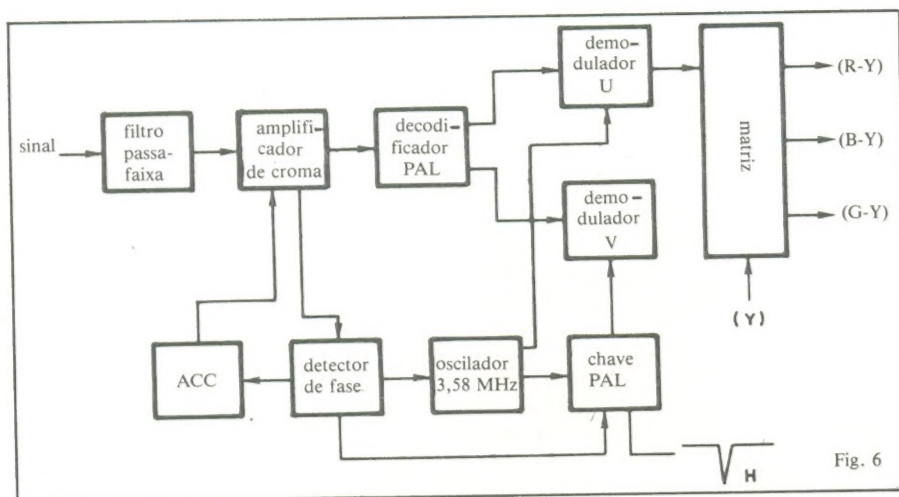 sinal
filtro
passa-
faixa
amplifi-
cador
de croma
decodi-
ficador
PAL
demo-
dulador
U
demo-
dulador
V
matriz
(R-Y)
(B-Y)
(G-Y)
(Y)
ACC
detector
de fase
oscilador
3,58 MHz
chave
PAL
H
Fig. 6